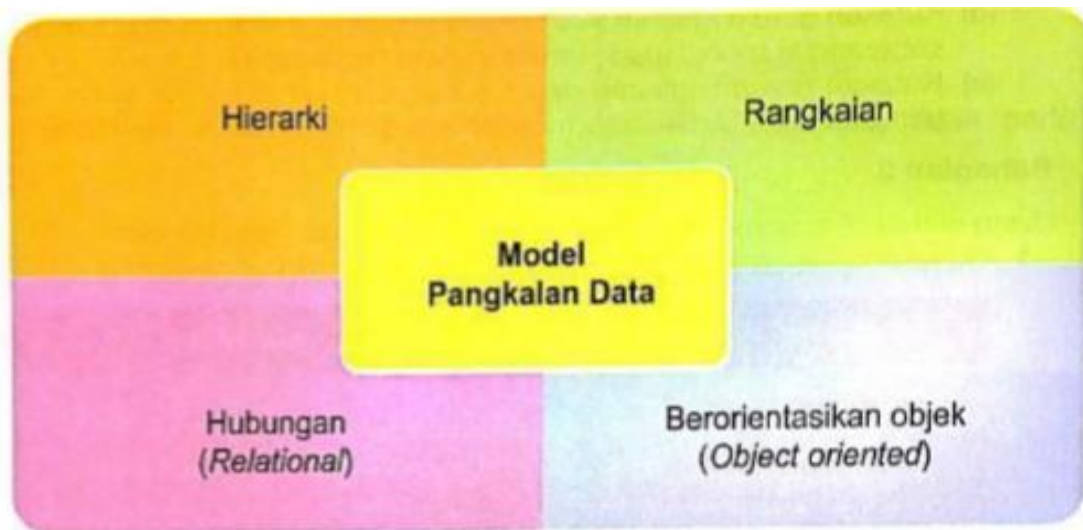 Hierarki
Rangkaian
Model
Pangkalan Data
Hubungan
(Relational)
Berorientasikan objek
(Object oriented)